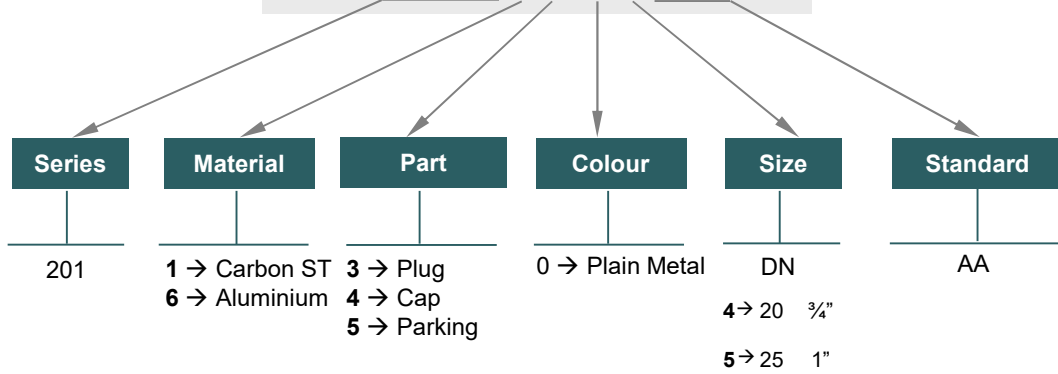 Series
Material
Part
Colour
Size
Standard
201
1 → Carbon ST
6 → Aluminium
3 → Plug
4 → Cap
5 → Parking
0 → Plain Metal
DN
4→ 20 ¾”
5→ 25 1”
AA